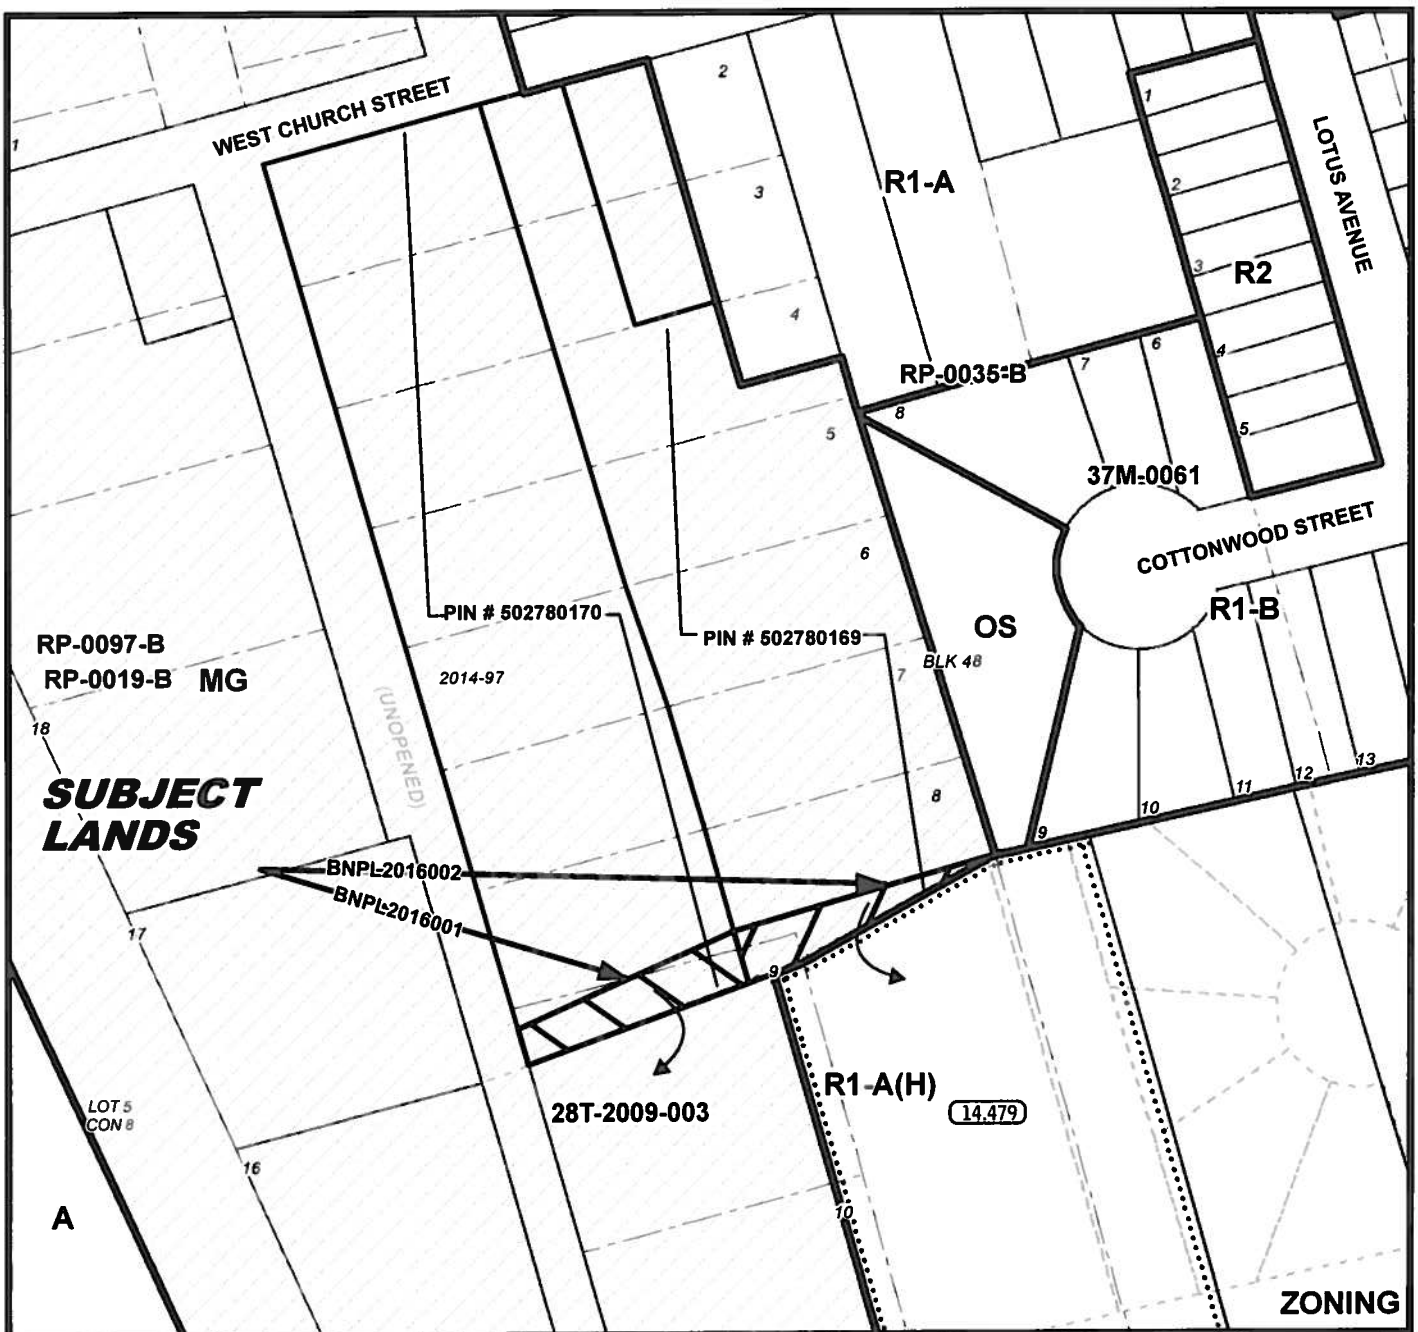 2
WEST CHURCH STREET
1
1
LOTUS AVENUE
R1-A
3
2
3
R2
4
4
6
7
RP-0035-B
8
5
5
37M-0061
COTTONWOOD STREET
6
R1-B
PIN # 502780170
PIN # 502780169
OS
BLK 48
7
RP-0097-B
RP-0019-B
MG
2014-97
(UNOPENED)
18
SUBJECT
LANDS
8
13
12
11
10
9
BNPL-2016002
BNPL-2016001
17
9
R1-A(H)
14.479
28T-2009-003
LOT 5
CON 8
16
10
A
ZONING